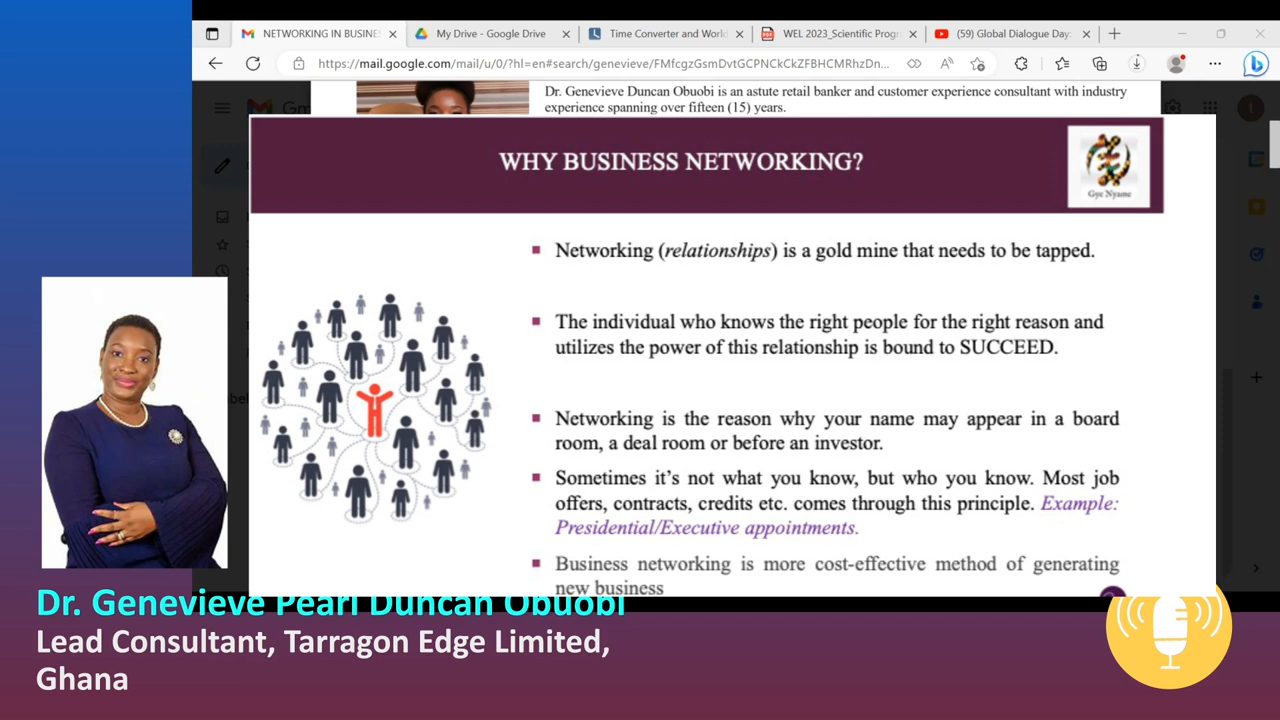 NETWORKING IN BUSINE
My Drive - Google Drive
Time Converter and World
WEL 2023_Scientific Progr
(59) Global Dialogue Day:
https://mail.google.com/mail/u/0/?hl=en#search/genevieve/FMfcgzGsmDvtGCPNCkCkZFBHCMRhzDn...
Dr. Genevieve Duncan Obuobi is an astute retail banker and customer experience consultant with industry
experience spanning over fifteen (15) years.
WHY BUSINESS NETWORKING?
Gye Nyame
Networking (relationships) is a gold mine that needs to be tapped.
The individual who knows the right people for the right reason and
utilizes the power of this relationship is bound to SUCCEED.
Networking is the reason why your name may appear in a board
room, a deal room or before an investor.
Sometimes it's not what you know, but who you know. Most job
offers, contracts, credits etc. comes through this principle. Example:
Presidential/Executive appointments.
Business networking is more cost-effective method of generating
new business
Dr. Genevieve Pearl Duncan Obuobi
Lead Consultant, Tarragon Edge Limited,
Ghana